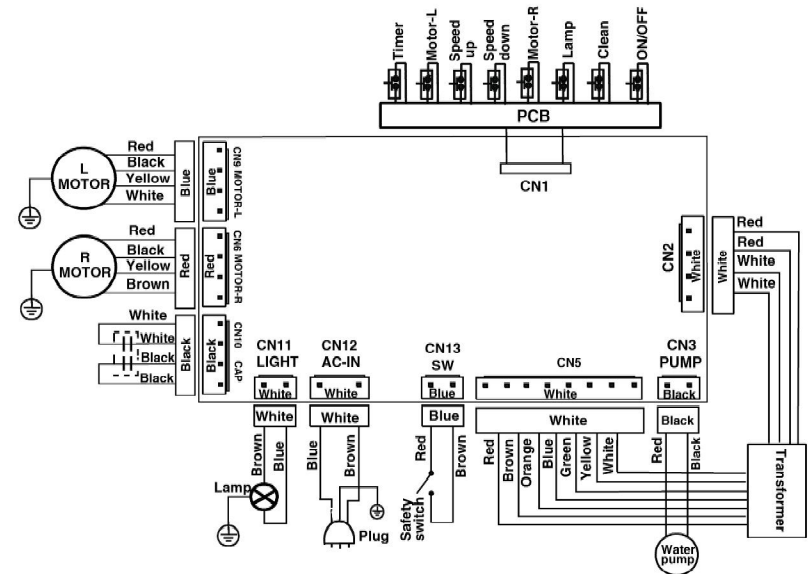 Timer
Motor-L
Speed up
Speed down
Motor-R
Lamp
Clean
ON/OFF
PCB
CN1
L
MOTOR
Red
Black
Yellow
White
Blue
Blue
CN9 MOTOR-L
R
MOTOR
Red
Black
Yellow
Brown
Red
Red
CN6 MOTOR-R
White
White
Black
Black
Black
Black
CN10 CAP
CN2
White
White
Red
Red
White
White
CN11
LIGHT
White
White
Brown
Blue
Lamp
CN12
AC-IN
White
White
Blue
Brown
Plug
CN13
SW
Blue
Blue
Red
Brown
Safety
switch
CN5
White
White
Red
Brown
Orange
Blue
Green
Yellow
White
CN3
PUMP
Black
Black
Red
Black
Water
pump
Transformer